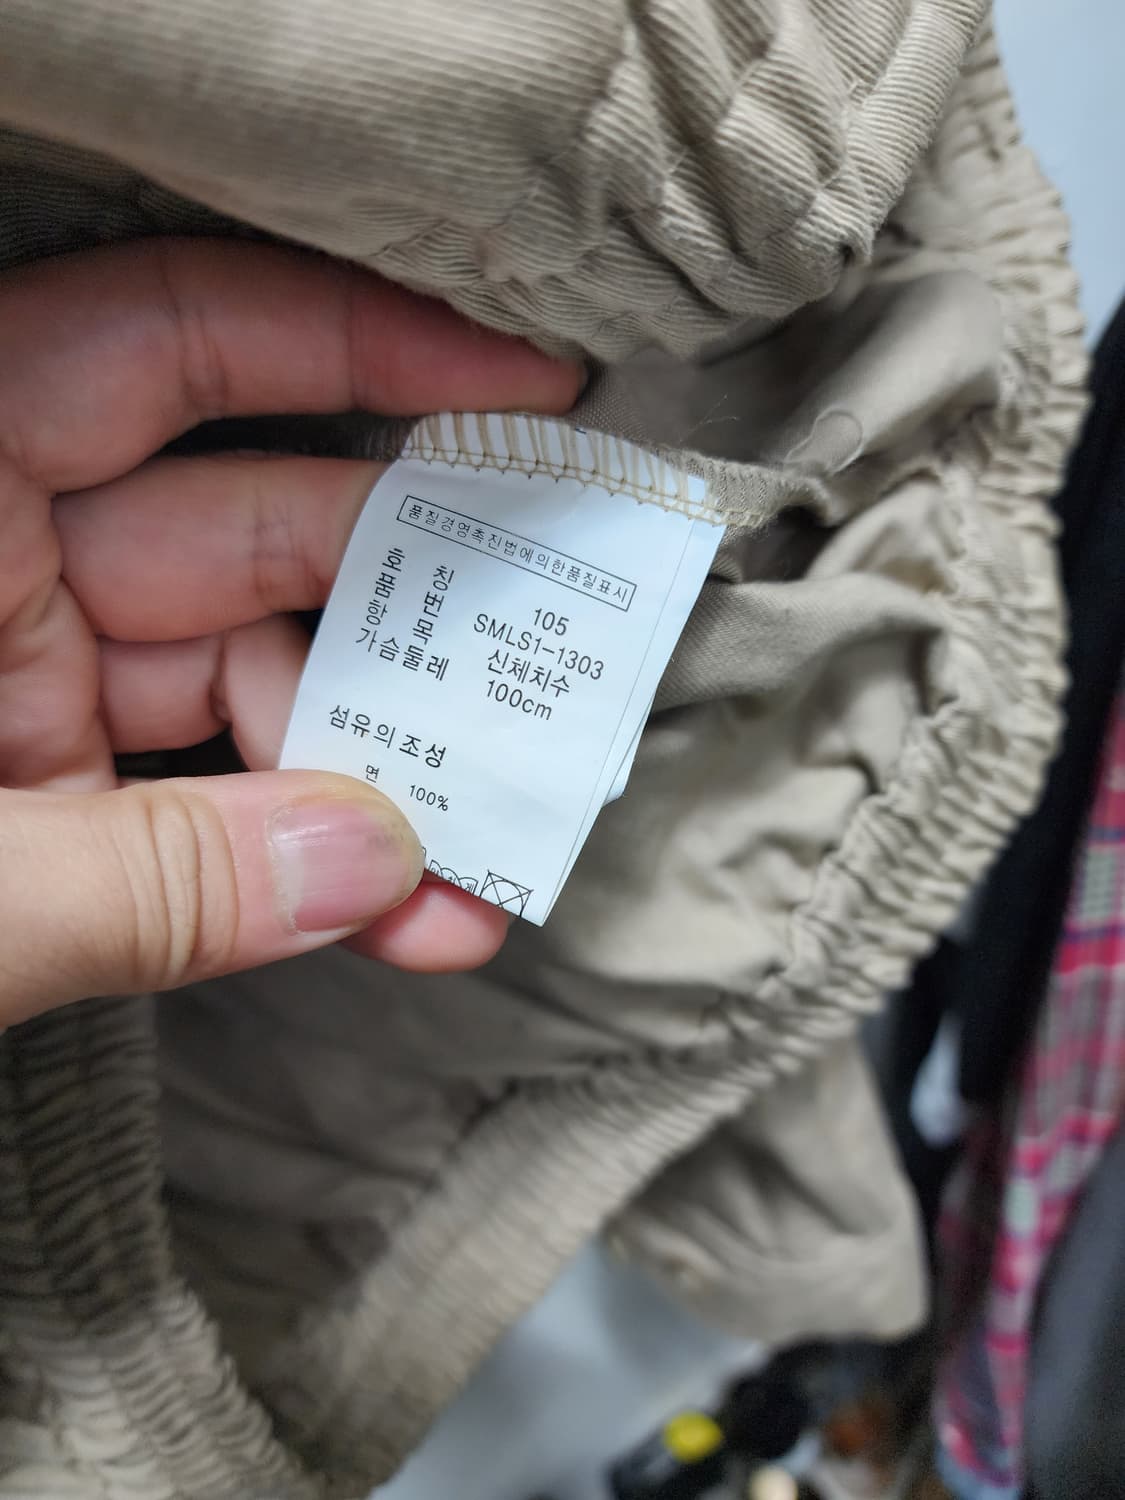 품질경영촉진법에의한품질표시
호 칭 105
품 번 SMLS1-1303
항 목 신체치수
가슴둘레 100cm
섬유의 조성
면 100%